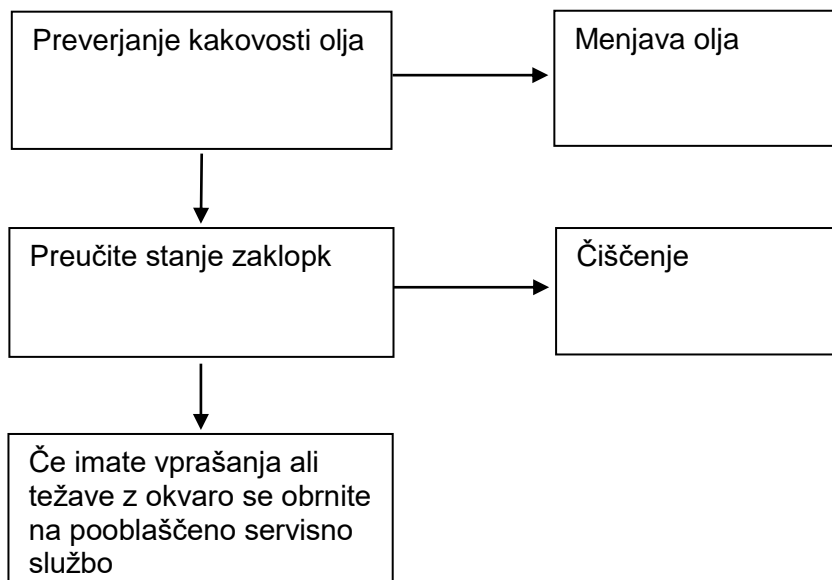 Preverjanje kakovosti olja
Menjava olja
Preučite stanje zaklopk
Čiščenje
Če imate vprašanja ali
težave z okvaro se obrnite
na pooblaščeno servisno
službo